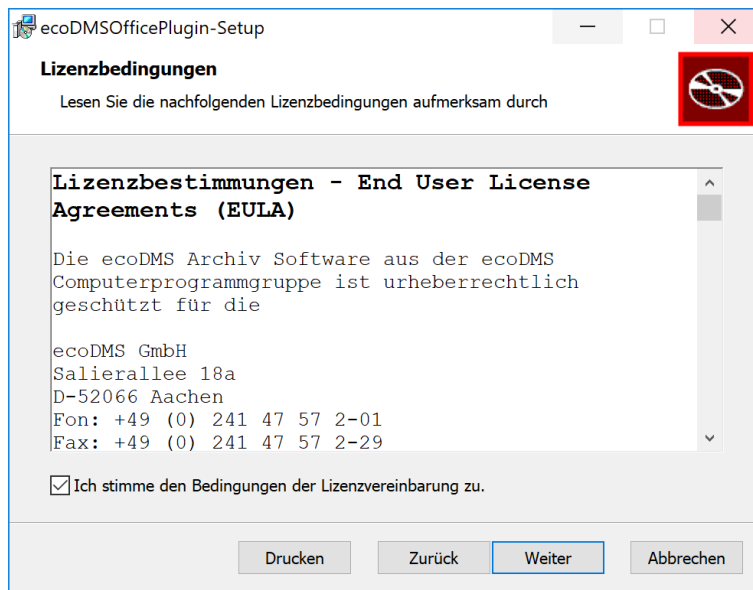 ecoDMSOfficePlugin-Setup
Lizenzbedingungen
Lesen Sie die nachfolgenden Lizenzbedingungen aufmerksam durch
Lizenzbestimmungen - End User License
Agreements (EULA)
Die ecoDMS Archiv Software aus der ecoDMS
Computerprogrammgruppe ist urheberrechtlich
geschützt für die
ecoDMS GmbH
Salierallee 18a
D-52066 Aachen
Fon: +49 (0) 241 47 57 2-01
Fax: +49 (0) 241 47 57 2-29
Ich stimme den Bedingungen der Lizenzvereinbarung zu.
Drucken Zurück Weiter Abbrechen